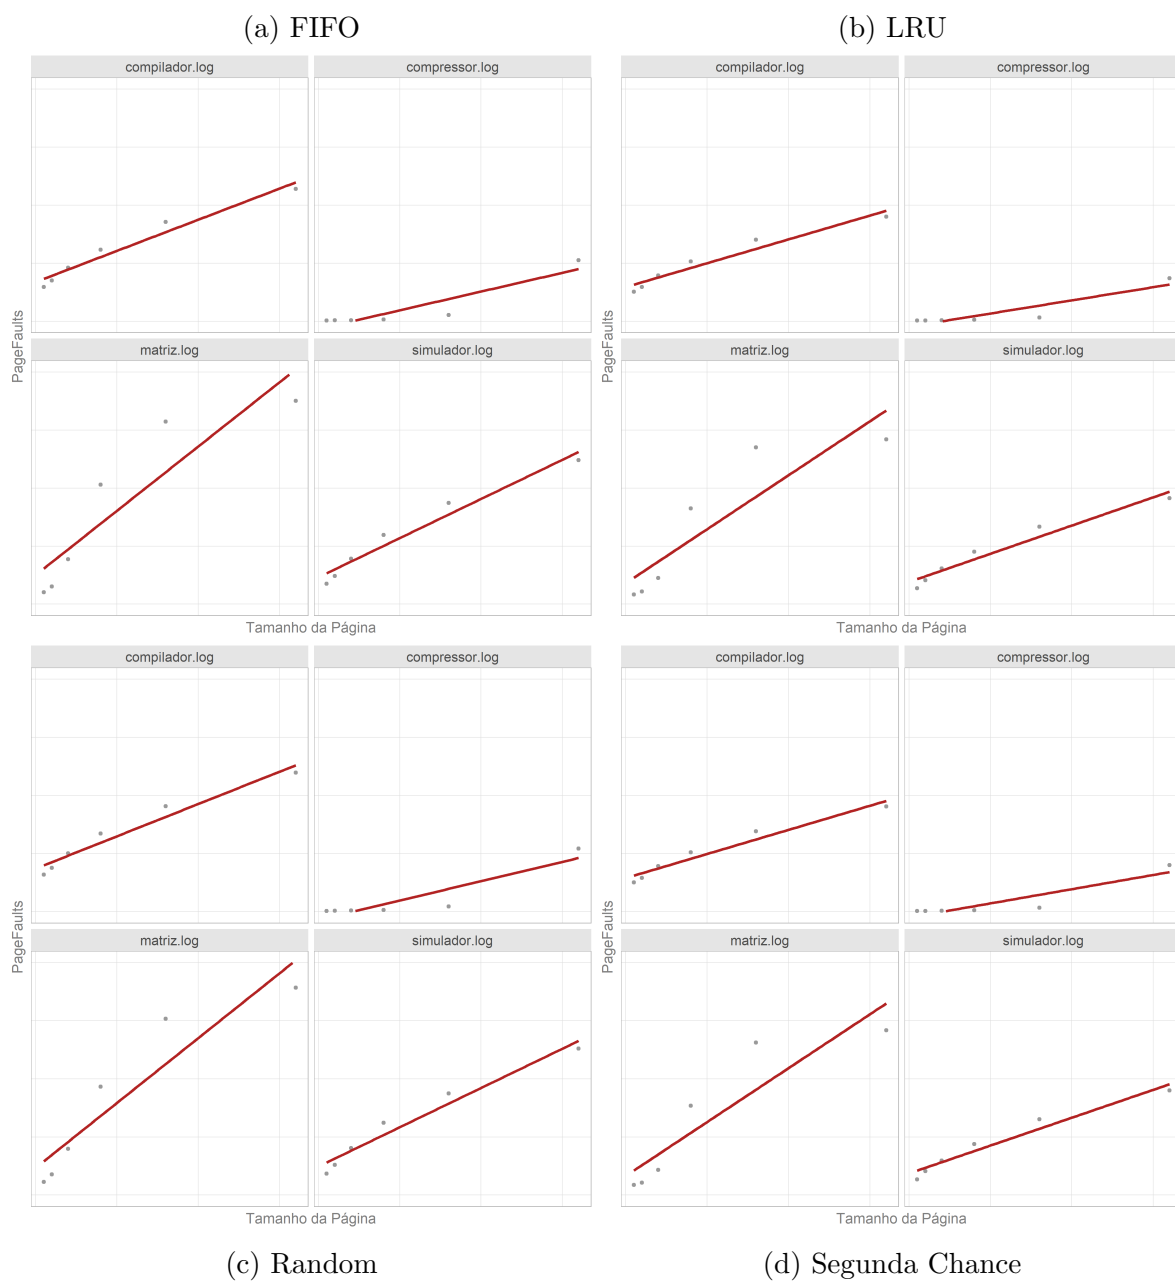 (a) FIFO
(b) LRU
compilador.log
compressor.log
matriz.log
simulador.log
PageFaults
Tamanho da Página
compilador.log
compressor.log
matriz.log
simulador.log
PageFaults
Tamanho da Página
compilador.log
compressor.log
matriz.log
simulador.log
PageFaults
Tamanho da Página
compilador.log
compressor.log
matriz.log
simulador.log
PageFaults
Tamanho da Página
(c) Random
(d) Segunda Chance